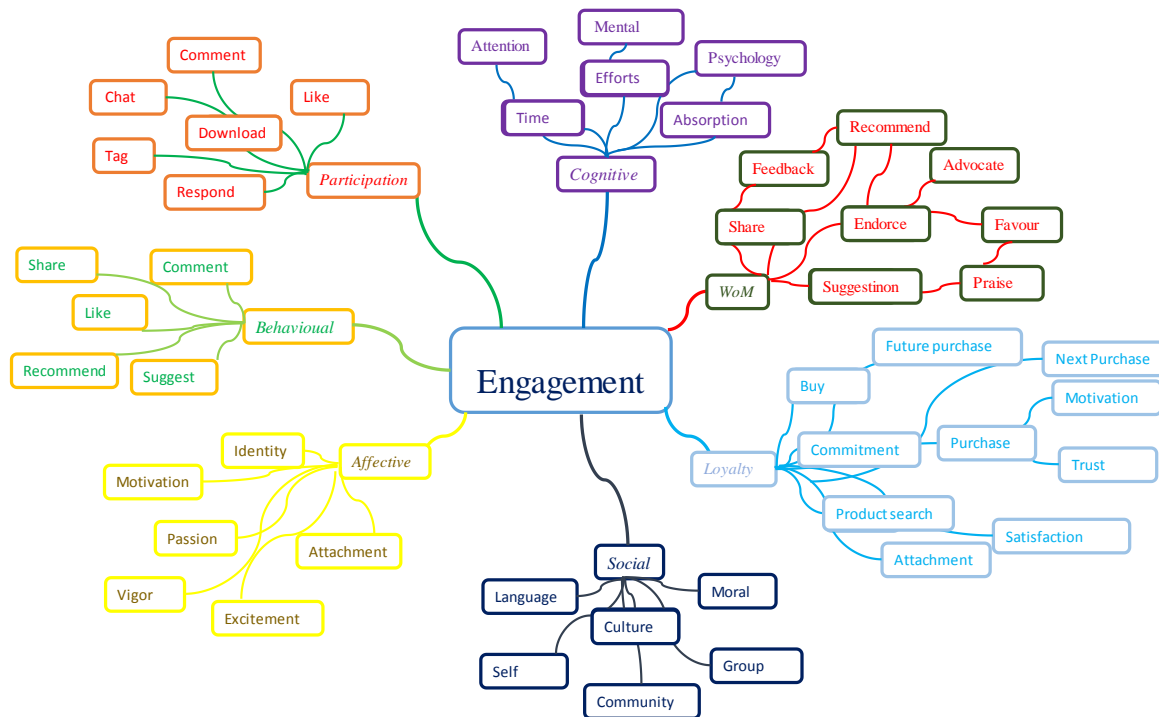 Mental
Attention
Psychology
Comment
Efforts
Chat
Like
Time
Absorption
Download
Recommend
Tag
Feedback
Advocate
Respond
Participation
Cognitive
Share
Endorce
Favour
Share
Comment
WoM
Suggestinon
Praise
Like
Behavioual
Recommend
Suggest
Engagement
Future purchase
Next Purchase
Buy
Motivation
Identity
Affective
Commitment
Purchase
Motivation
Loyalty
Trust
Passion
Attachment
Product search
Satisfaction
Attachment
Vigor
Excitement
Social
Language
Moral
Culture
Self
Group
Community